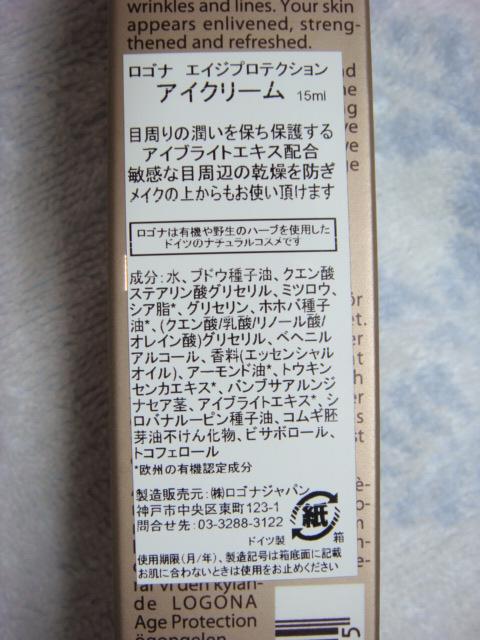 wrinkles and lines. Your skin
appears enlivened, streng-
thened and refreshed.
ロゴナ エイジプロテクション
アイクリーム 15ml
目周りの潤いを保ち保護する
アイブライトエキス配合
敏感な目周辺の乾燥を防ぎ
メイクの上からもお使い頂けます
ロゴナは有機や野生のハーブを使用した
ドイツのナチュラルコスメです
成分:水、ブドウ種子油、クエン酸
ステアリン酸グリセリル、ミツロウ、
シア脂*、グリセリン、ホホバ種子
油*、(クエン酸/乳酸/リノール酸/
オレイン酸)グリセリル、ベヘニル
アルコール、香料(エッセンシャル
オイル)、アーモンド油*、トウキン
センカエキス*、バンブサアルンジ
ナセア茎、アイブライトエキス*、シ
ロバナルーピン種子油、コムギ胚
芽油不けん化物、ビサボロール、
トコフェロール
*欧州の有機認定成分
製造販売元:㈱ロゴナジャパン
神戸市中央区東町123-1
問合せ先:03-3288-3122
紙
ドイツ製 箱
使用期限(月/年)、製造記号は箱底面に記載
お肌に合わないときは使用をお止めください
de LOGONA
Age Protection
ögongelen
5